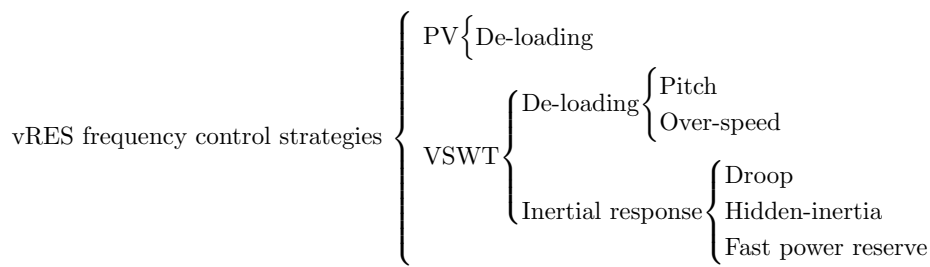 vRES frequency control strategies
PV
De-loading
VSWT
De-loading
Pitch
Over-speed
Inertial response
Droop
Hidden-inertia
Fast power reserve